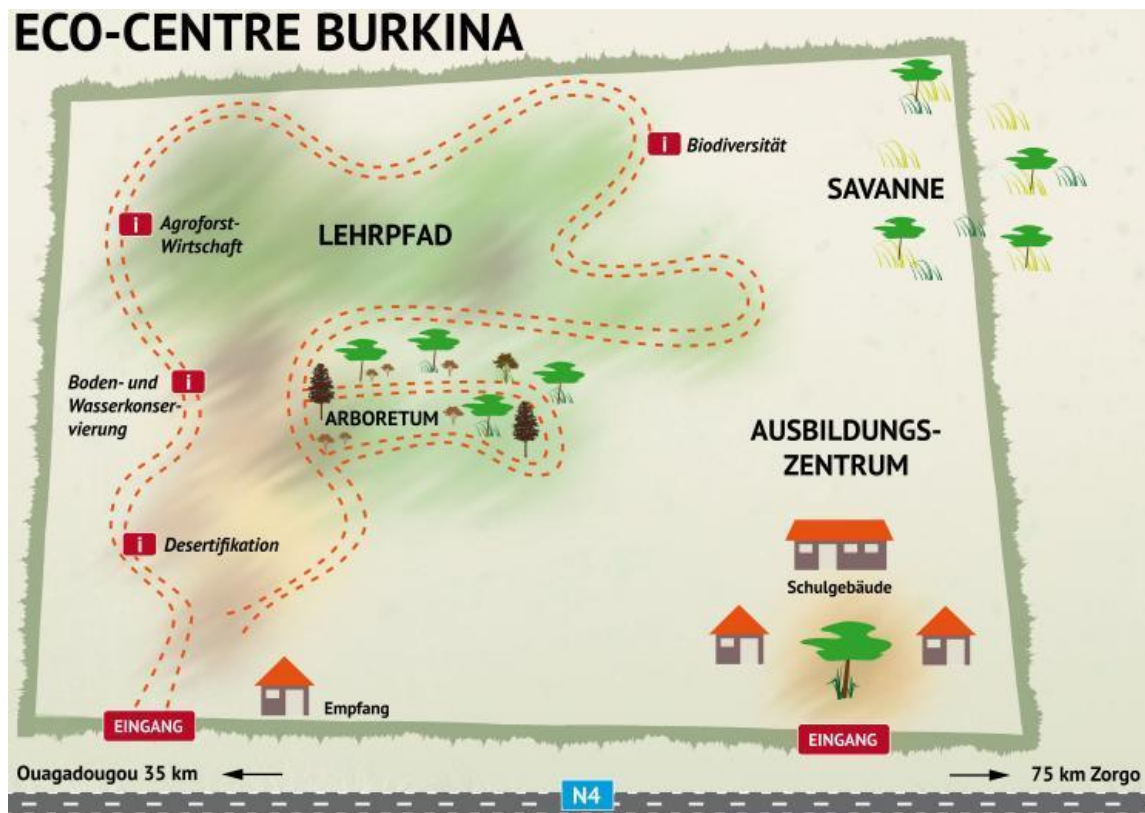 ECO-CENTRE BURKINA
i Biodiversität
SAVANNE
i Agroforst-
Wirtschaft
LEHRPFAD
i
Boden- und
Wasserkonser-
vierung
ARBORETUM
AUSBILDUNGS-
ZENTRUM
i Desertifikation
Schulgebäude
Empfang
EINGANG
EINGANG
Ouagadougou 35 km
75 km Zorgo
N4